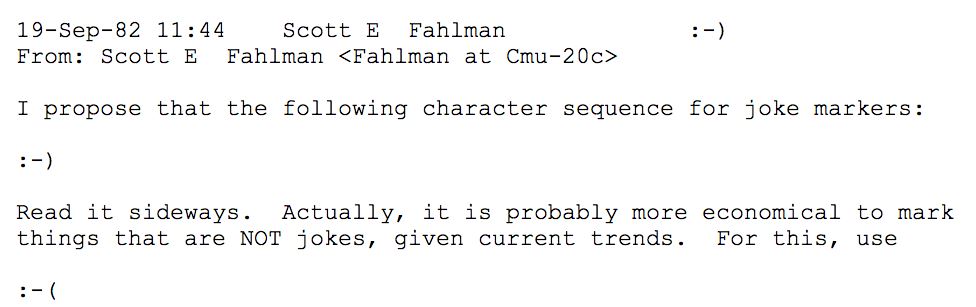 19-Sep-82 11:44    Scott E  Fahlman             :-)
From: Scott E  Fahlman <Fahlman at Cmu-20c>
I propose that the following character sequence for joke markers:
:-)
Read it sideways.  Actually, it is probably more economical to mark
things that are NOT jokes, given current trends.  For this, use
:-(